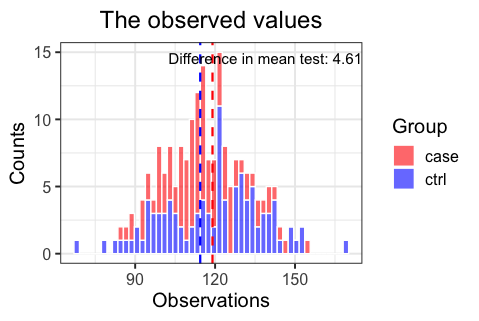 The observed values
Difference in mean test: 4.61
15
10
5
0
Counts
90
120
150
Observations
Group
case
ctrl